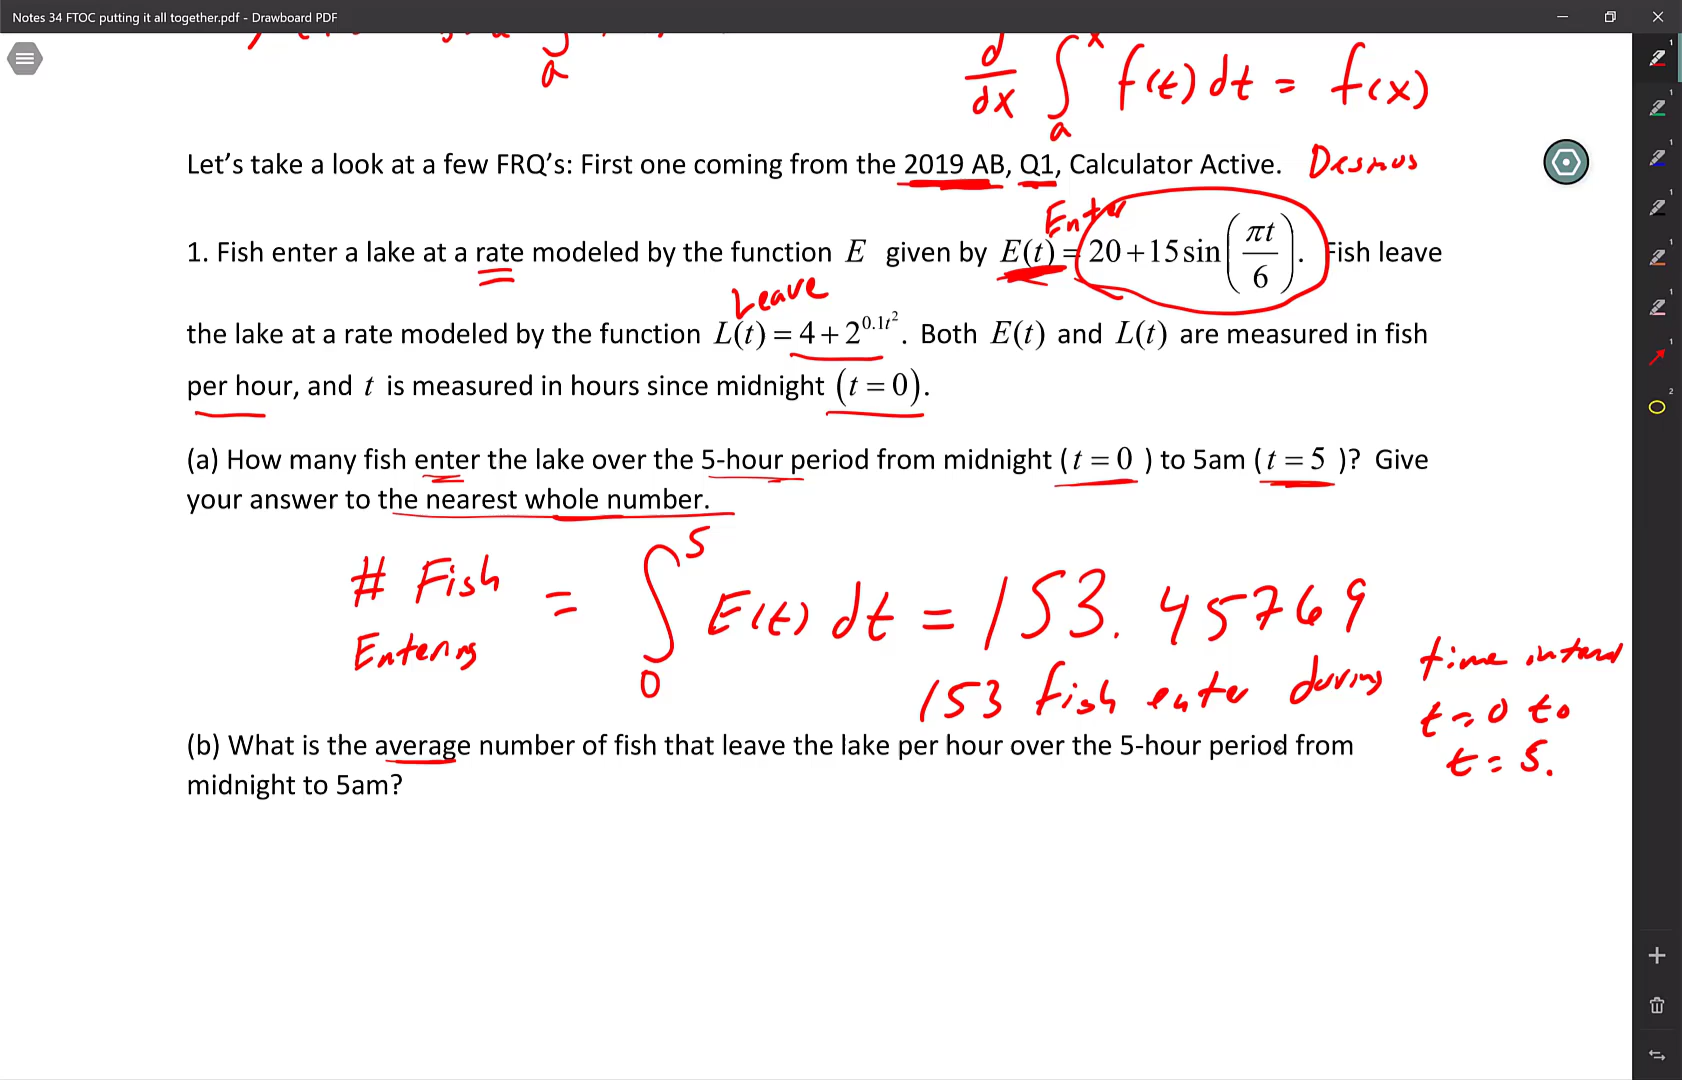 Notes 34 FTOC putting it all together.pdf - Drawboard PDF
a
d/dx ∫_a^x f(t) dt = f(x)
Let's take a look at a few FRQ's: First one coming from the 2019 AB, Q1, Calculator Active. Desmos
Enter
1. Fish enter a lake at a rate modeled by the function E given by E(t) = 20 + 15 sin(πt/6). Fish leave
Leave
the lake at a rate modeled by the function L(t) = 4 + 2^{0.1t²}. Both E(t) and L(t) are measured in fish
per hour, and t is measured in hours since midnight (t = 0).
(a) How many fish enter the lake over the 5-hour period from midnight (t = 0) to 5am (t = 5)? Give
your answer to the nearest whole number.
# Fish Entering = ∫_0^5 E(t) dt = 153.45769
153 fish enter during time interval
t = 0 to
t = 5.
(b) What is the average number of fish that leave the lake per hour over the 5-hour period from
midnight to 5am?